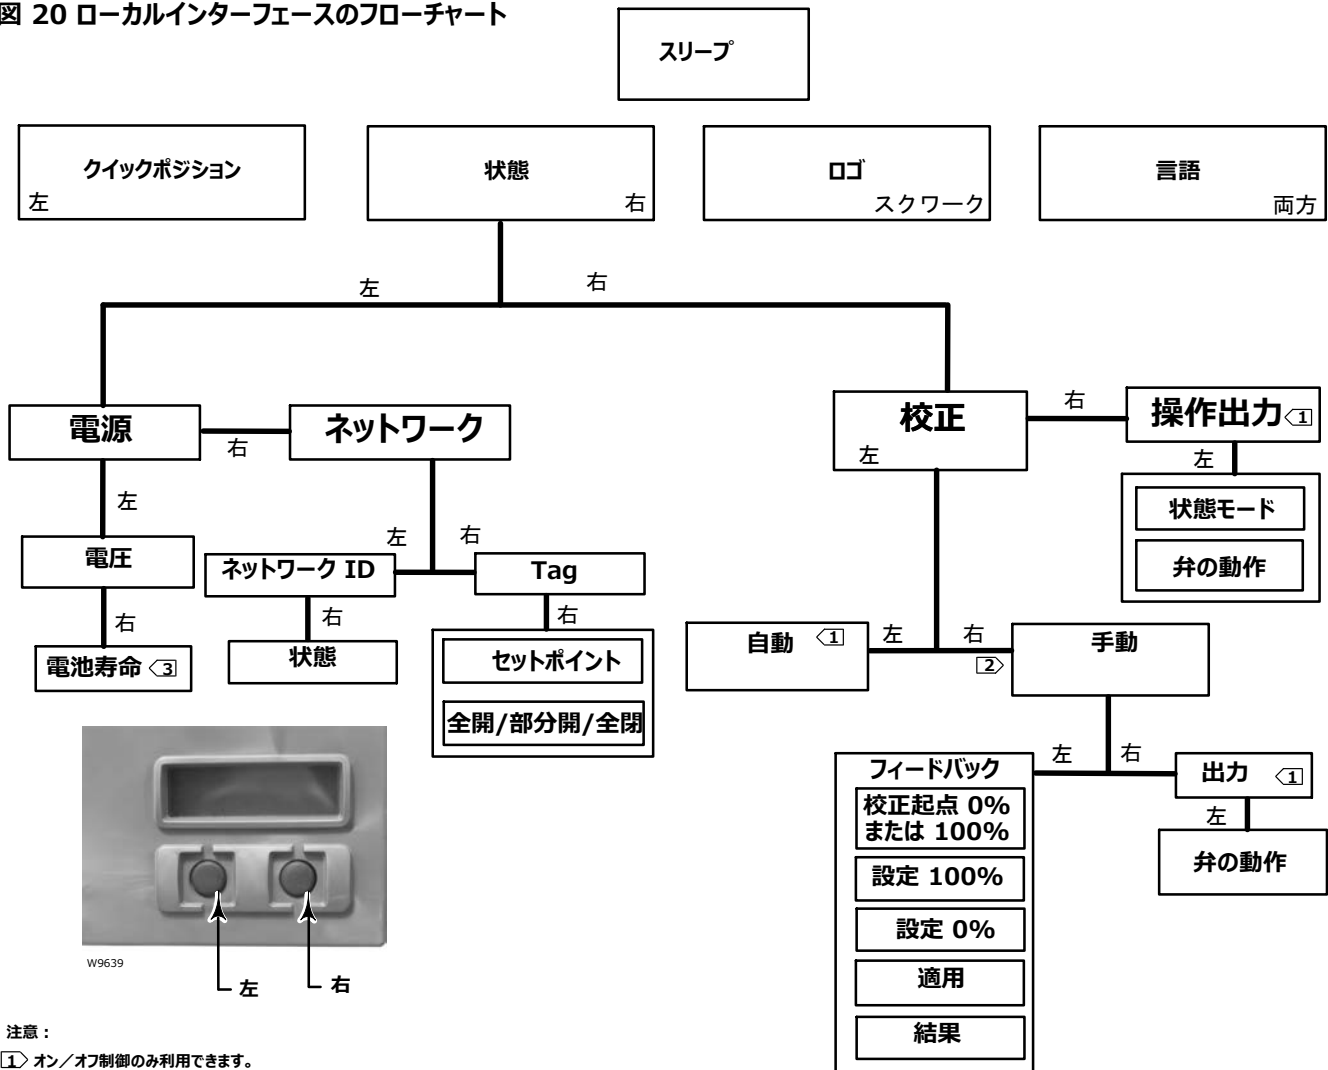 図 20 ローカルインターフェースのフローチャート
スリープ
クイックポジション
左
状態
右
ロゴ
スクワーク
言語
両方
左
右
電源
右
ネットワーク
校正
左
右
操作出力 1
左
状態モード
弁の動作
左
電圧
右
電池寿命 3
左
右
ネットワーク ID
Tag
右
状態
右
セットポイント
全開/部分開/全閉
自動 1
左
右
2
手動
左
右
フィードバック
校正起点 0%
または 100%
設定 100%
設定 0%
適用
結果
出力 1
左
弁の動作
W9639
左
右
注意：
1 オン／オフ制御のみ利用できます。